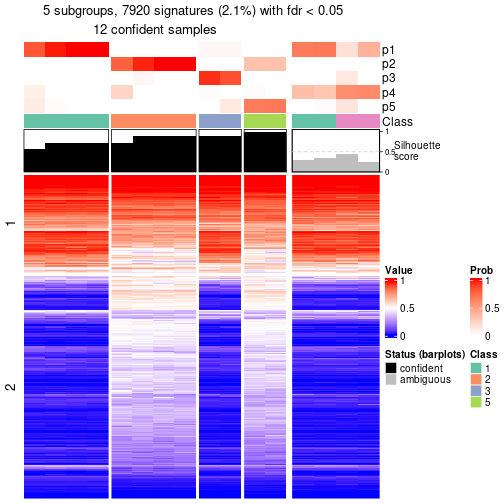 5 subgroups, 7920 signatures (2.1%) with fdr < 0.05
12 confident samples
p1
p2
p3
p4
p5
Class
1
0.5
0
Silhouette
score
1
2
Value
1
0.5
0
Prob
1
0.5
0
Status (barplots)
confident
ambiguous
Class
1
2
3
5